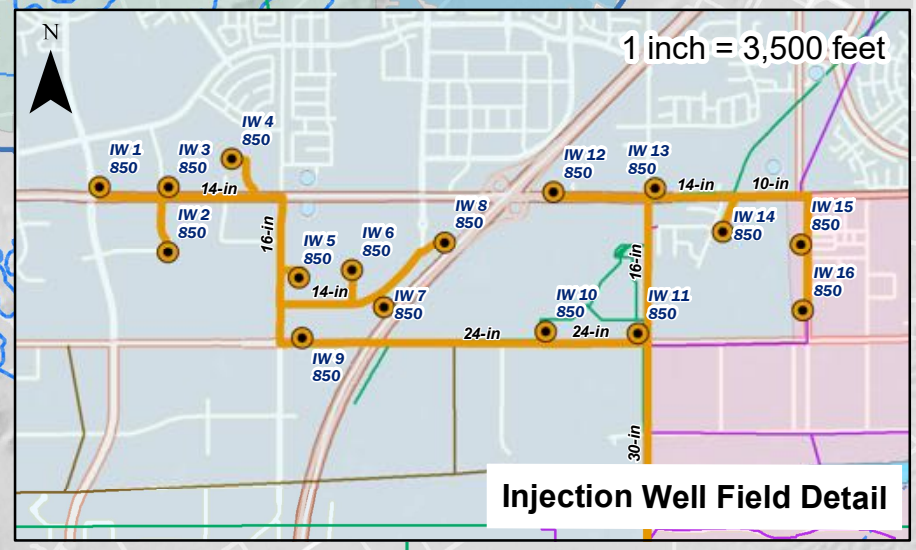 N
1 inch = 3,500 feet
IW 4
850
IW 1
850
IW 3
850
14-in
IW 2
850
IW 12
850
IW 13
850
14-in
10-in
IW 8
850
IW 14
850
IW 15
850
16-in
IW 5
850
IW 6
850
14-in
IW 7
850
16-in
IW 16
850
IW 10
850
IW 11
850
24-in
24-in
IW 9
850
30-in
Injection Well Field Detail